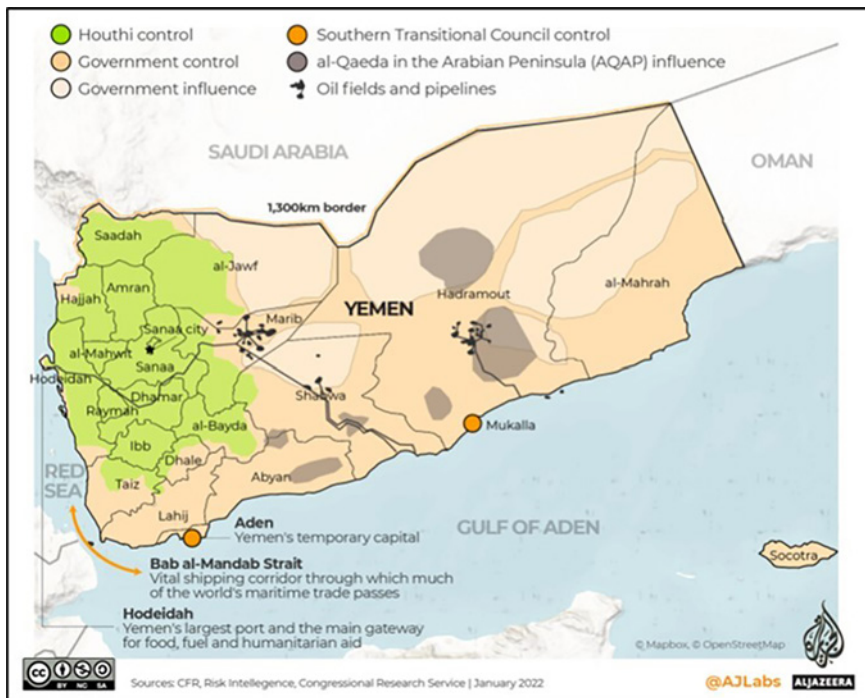 Houthi control
Government control
Government influence
Southern Transitional Council control
al-Qaeda in the Arabian Peninsula (AQAP) influence
Oil fields and pipelines
SAUDI ARABIA
OMAN
1,300km border
Saadah
al-Jawf
Amran
Hajjah
Hadramout
al-Mahrah
YEMEN
Marib
Sanaa city
al-Mahwit
Sanaa
Hodeidah
Dhamar
Shabwa
Raymah
al-Bayda
Mukalla
Ibb
Dhale
RED
SEA
Taiz
Abyan
Lahij
Aden
Yemen's temporary capital
GULF OF ADEN
Socotra
Bab al-Mandab Strait
Vital shipping corridor through which much
of the world's maritime trade passes
Hodeidah
Yemen's largest port and the main gateway
for food, fuel and humanitarian aid
© Mapbox, © OpenStreetMap
cc
BY NC SA
Sources: CFR, Risk Intellegence, Congressional Research Service | January 2022
@AJLabs
ALJAZEERA